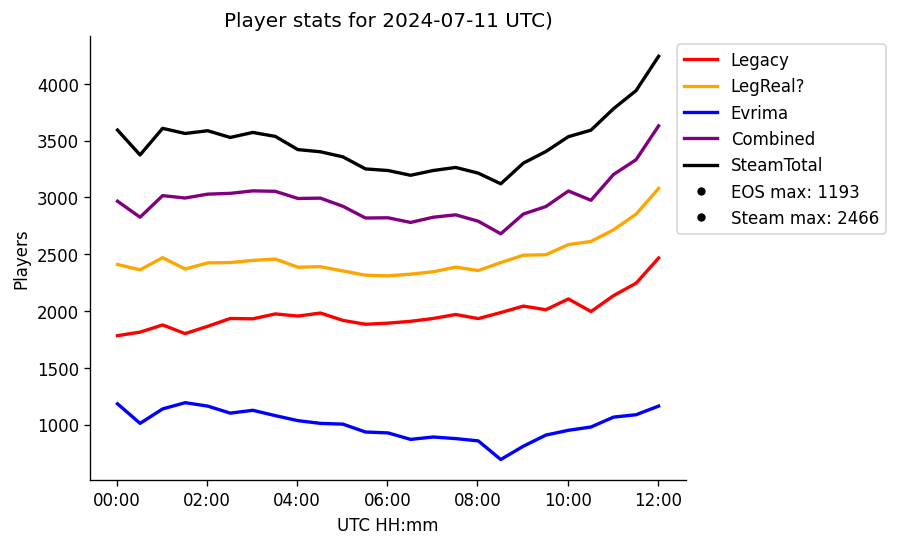 Player stats for 2024-07-11 UTC)
Players
4000
3500
3000
2500
2000
1500
1000
00:00 02:00 04:00 06:00 08:00 10:00 12:00
UTC HH:mm
Legacy
LegReal?
Evrima
Combined
SteamTotal
EOS max: 1193
Steam max: 2466